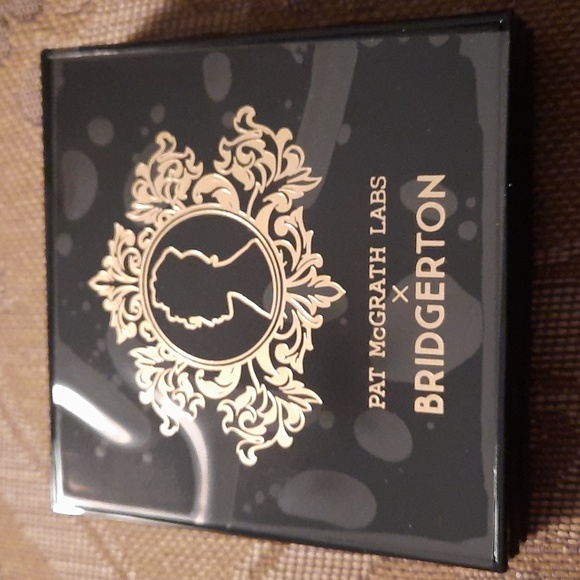 PAT McGRATH LABS
×
BRIDGERTON